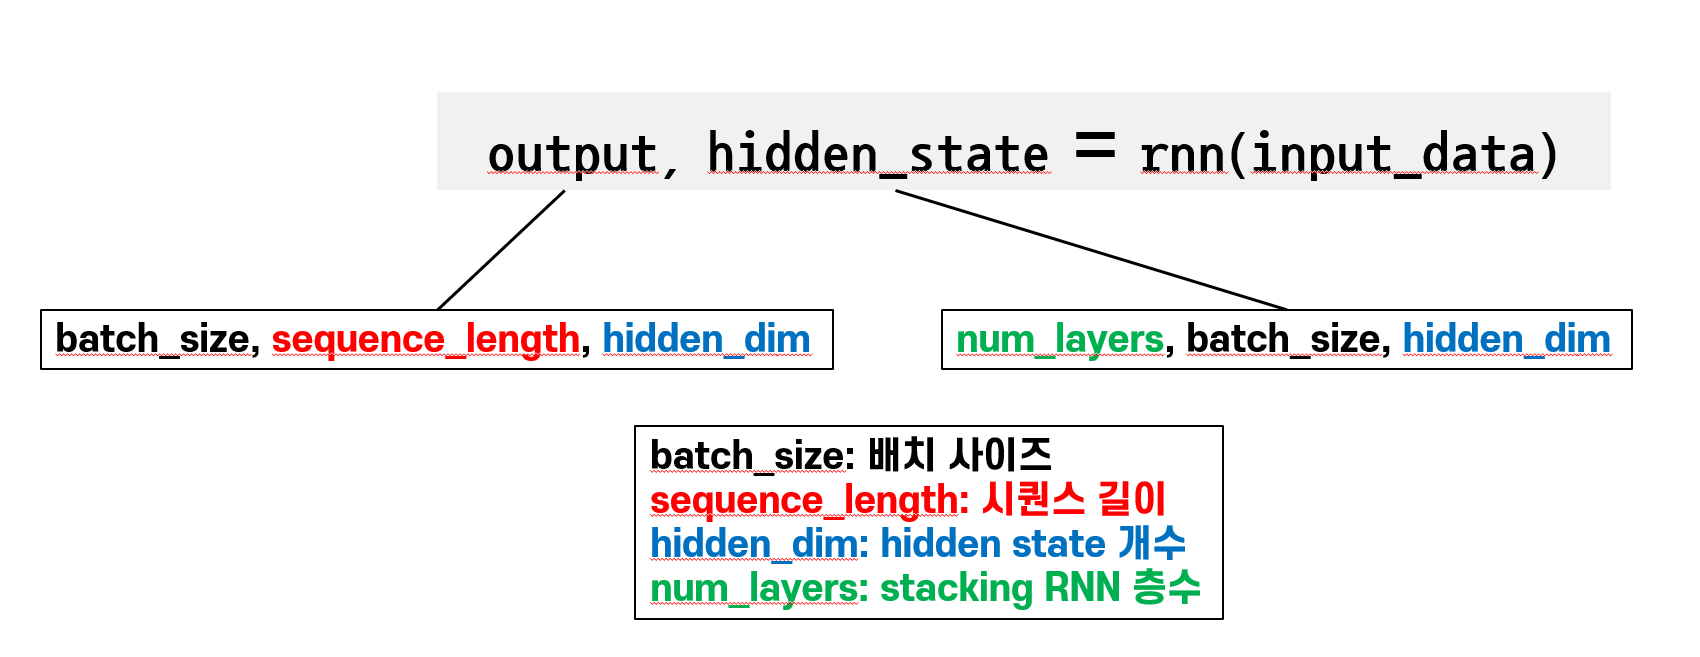 output, hidden_state = rnn(input_data)
batch_size, sequence_length, hidden_dim
num_layers, batch_size, hidden_dim
batch_size: 배치 사이즈
sequence_length: 시퀀스 길이
hidden_dim: hidden state 개수
num_layers: stacking RNN 층수